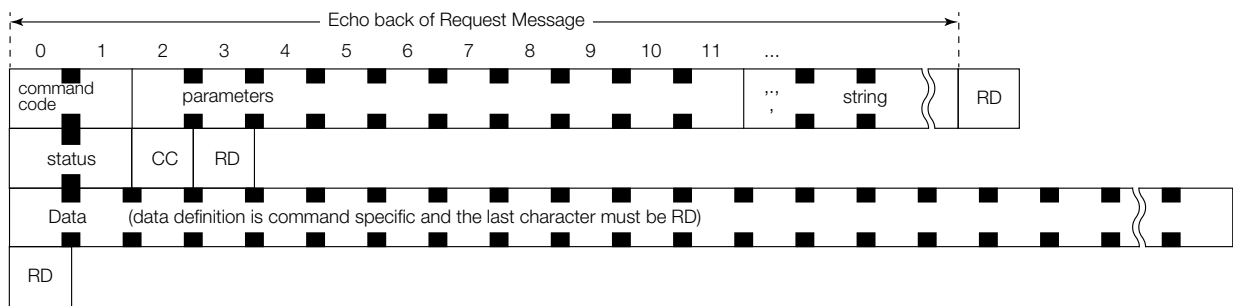 Echo back of Request Message
0 1 2 3 4 5 6 7 8 9 10 11 ...
command code parameters ,..,, string RD
status CC RD
Data (data definition is command specific and the last character must be RD)
RD